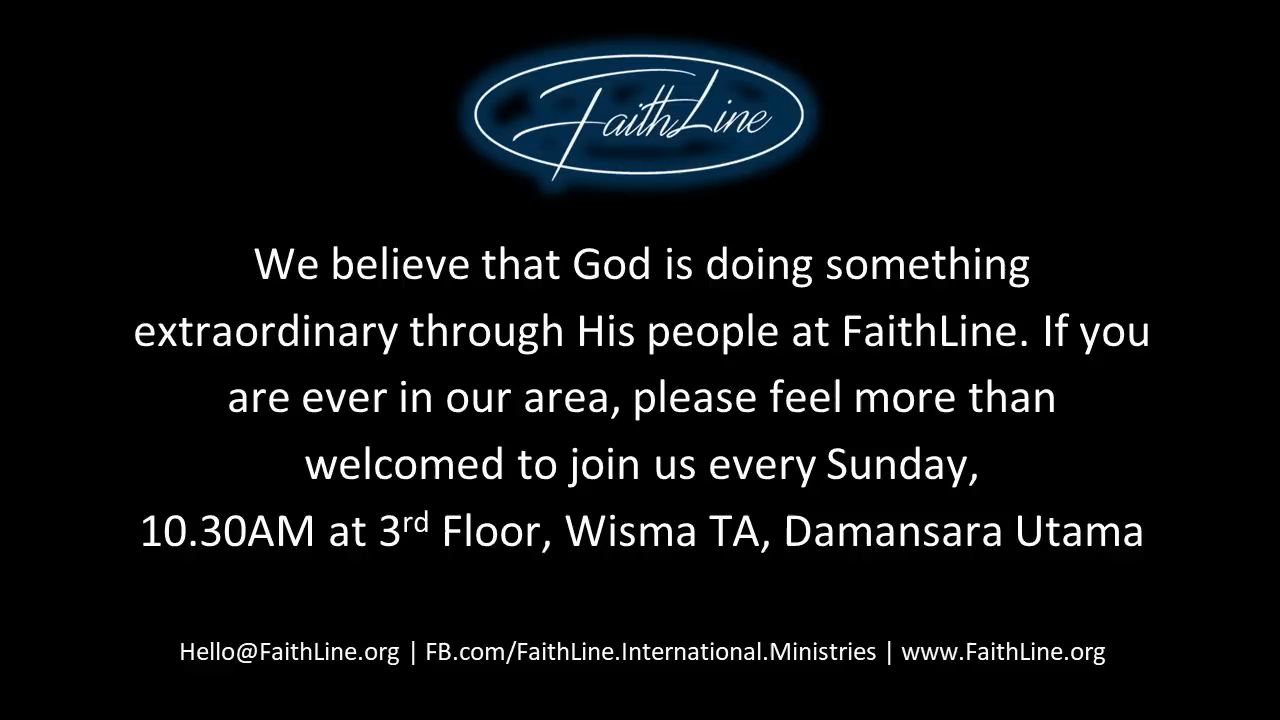 FaithLine
We believe that God is doing something
extraordinary through His people at FaithLine. If you
are ever in our area, please feel more than
welcomed to join us every Sunday,
10.30AM at 3rd Floor, Wisma TA, Damansara Utama
Hello@FaithLine.org | FB.com/FaithLine.International.Ministries | www.FaithLine.org